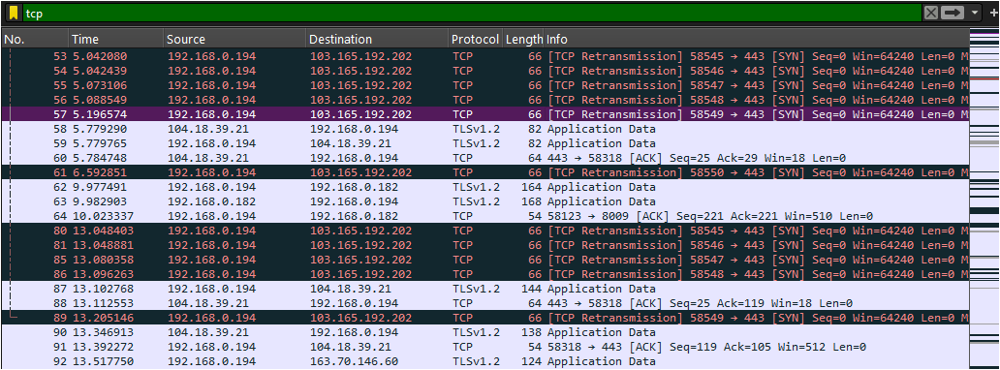 tcp
No. Time Source Destination Protocol Length Info
53 5.042080 192.168.0.194 103.165.192.202 TCP 66 [TCP Retransmission] 58545 → 443 [SYN] Seq=0 Win=64240 Len=0 M
54 5.042439 192.168.0.194 103.165.192.202 TCP 66 [TCP Retransmission] 58546 → 443 [SYN] Seq=0 Win=64240 Len=0 M
55 5.073106 192.168.0.194 103.165.192.202 TCP 66 [TCP Retransmission] 58547 → 443 [SYN] Seq=0 Win=64240 Len=0 M
56 5.088549 192.168.0.194 103.165.192.202 TCP 66 [TCP Retransmission] 58548 → 443 [SYN] Seq=0 Win=64240 Len=0 M
57 5.196574 192.168.0.194 103.165.192.202 TCP 66 [TCP Retransmission] 58549 → 443 [SYN] Seq=0 Win=64240 Len=0 M
58 5.779290 104.18.39.21 192.168.0.194 TLSv1.2 82 Application Data
59 5.779765 192.168.0.194 104.18.39.21 TLSv1.2 82 Application Data
60 5.784748 104.18.39.21 192.168.0.194 TCP 64 443 → 58318 [ACK] Seq=25 Ack=29 Win=18 Len=0
61 6.592851 192.168.0.194 103.165.192.202 TCP 66 [TCP Retransmission] 58550 → 443 [SYN] Seq=0 Win=64240 Len=0 M
62 9.977491 192.168.0.194 192.168.0.182 TLSv1.2 164 Application Data
63 9.982903 192.168.0.182 192.168.0.194 TLSv1.2 168 Application Data
64 10.023337 192.168.0.194 192.168.0.182 TCP 54 58123 → 8009 [ACK] Seq=221 Ack=221 Win=510 Len=0
80 13.048403 192.168.0.194 103.165.192.202 TCP 66 [TCP Retransmission] 58545 → 443 [SYN] Seq=0 Win=64240 Len=0 M
81 13.048881 192.168.0.194 103.165.192.202 TCP 66 [TCP Retransmission] 58546 → 443 [SYN] Seq=0 Win=64240 Len=0 M
85 13.080358 192.168.0.194 103.165.192.202 TCP 66 [TCP Retransmission] 58547 → 443 [SYN] Seq=0 Win=64240 Len=0 M
86 13.096263 192.168.0.194 103.165.192.202 TCP 66 [TCP Retransmission] 58548 → 443 [SYN] Seq=0 Win=64240 Len=0 M
87 13.102768 192.168.0.194 104.18.39.21 TLSv1.2 144 Application Data
88 13.112553 104.18.39.21 192.168.0.194 TCP 64 443 → 58318 [ACK] Seq=25 Ack=119 Win=18 Len=0
89 13.205146 192.168.0.194 103.165.192.202 TCP 66 [TCP Retransmission] 58549 → 443 [SYN] Seq=0 Win=64240 Len=0 M
90 13.346913 104.18.39.21 192.168.0.194 TLSv1.2 138 Application Data
91 13.392272 192.168.0.194 104.18.39.21 TCP 54 58318 → 443 [ACK] Seq=119 Ack=105 Win=512 Len=0
92 13.517750 192.168.0.194 163.70.146.60 TLSv1.2 124 Application Data